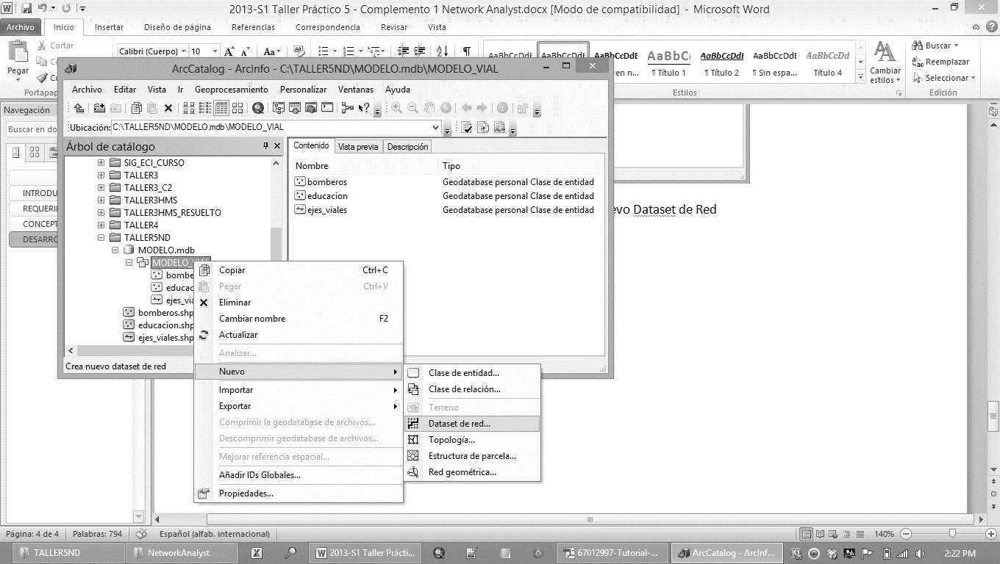 2013-S1 Taller Práctico 5 - Complemento 1 Network Analyst.docx [Modo de compatibilidad] - Microsoft Word
Archivo Inicio Insertar Diseño de página Referencias Correspondencia Revisar Vista
Cortar
Calibri (Cuerpo) 10
AaBbCcDdE AaBbCcDdE AaBbCcDdE AaBbC AaBbCcDdI AaBbCcDdE AaBbCcDd
Pegar
en n... ¶ Título 1 ¶ Título 2 ¶ Sin espa... Título 4
Cambiar estilos
Buscar
Reemplazar
Seleccionar
Portapap
Estilos
Edición
Navegación
Buscar en do
INTRODU
REQUERI
CONCEPT
DESARRO
evo Dataset de Red
ArcCatalog - ArcInfo - C:\TALLER5ND\MODELO.mdb\MODELO_VIAL
Archivo Editar Vista Ir Geoprocesamiento Personalizar Ventanas Ayuda
Ubicación: C:\TALLER5ND\MODELO.mdb\MODELO_VIAL
Árbol de catálogo
SIG_ECI_CURSO
TALLER3
TALLER3_C2
TALLER3HMS
TALLER3HMS_RESUELTO
TALLER4
TALLER5ND
MODELO.mdb
MODELO_VIAL
bombe
educac
ejes_via
bomberos.shp
educacion.shp
ejes_viales.shp
Crea nuevo dataset de red
Contenido Vista previa Descripción
Nombre Tipo
bomberos Geodatabase personal Clase de entidad
educacion Geodatabase personal Clase de entidad
ejes_viales Geodatabase personal Clase de entidad
Copiar Ctrl+C
Pegar Ctrl+V
Eliminar
Cambiar nombre F2
Actualizar
Analizar...
Nuevo
Importar
Exportar
Comprimir la geodatabase de archivos...
Descomprimir geodatabase de archivos...
Mejorar referencia espacial...
Añadir IDs Globales...
Propiedades...
Clase de entidad...
Clase de relación...
Terreno
Dataset de red...
Topología...
Estructura de parcela...
Red geométrica...
Página: 4 de 4 Palabras: 794 Español (alfab. internacional) 140%
TALLER5ND NetworkAnalyst 2013-S1 Taller Prácti... 67012997-Tutorial-... ArcCatalog - ArcInf... 2:22 PM